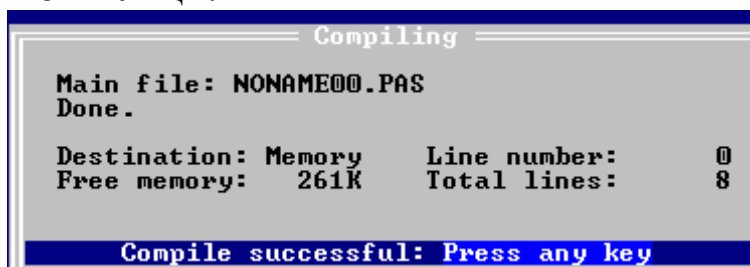 Compiling
Main file: NONAME00.PAS
Done.
Destination: Memory Line number: 0
Free memory: 261K Total lines: 8
Compile successful: Press any key